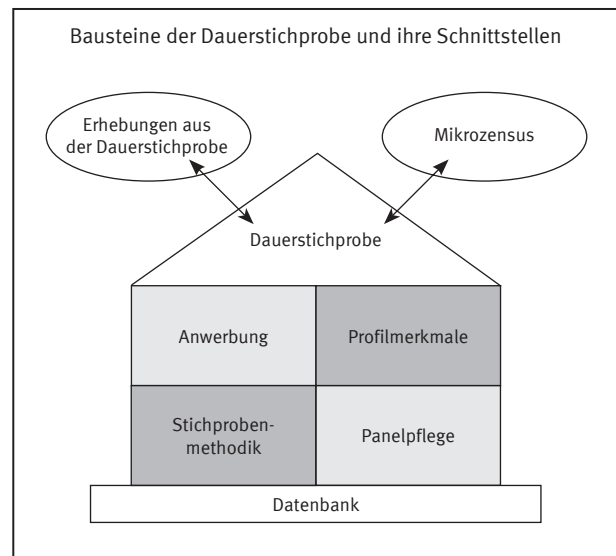 Bausteine der Dauerstichprobe und ihre Schnittstellen
Erhebungen aus
der Dauerstichprobe
Mikrozensus
Dauerstichprobe
Anwerbung
Profilmerkmale
Stichproben-
methodik
Panelpflege
Datenbank